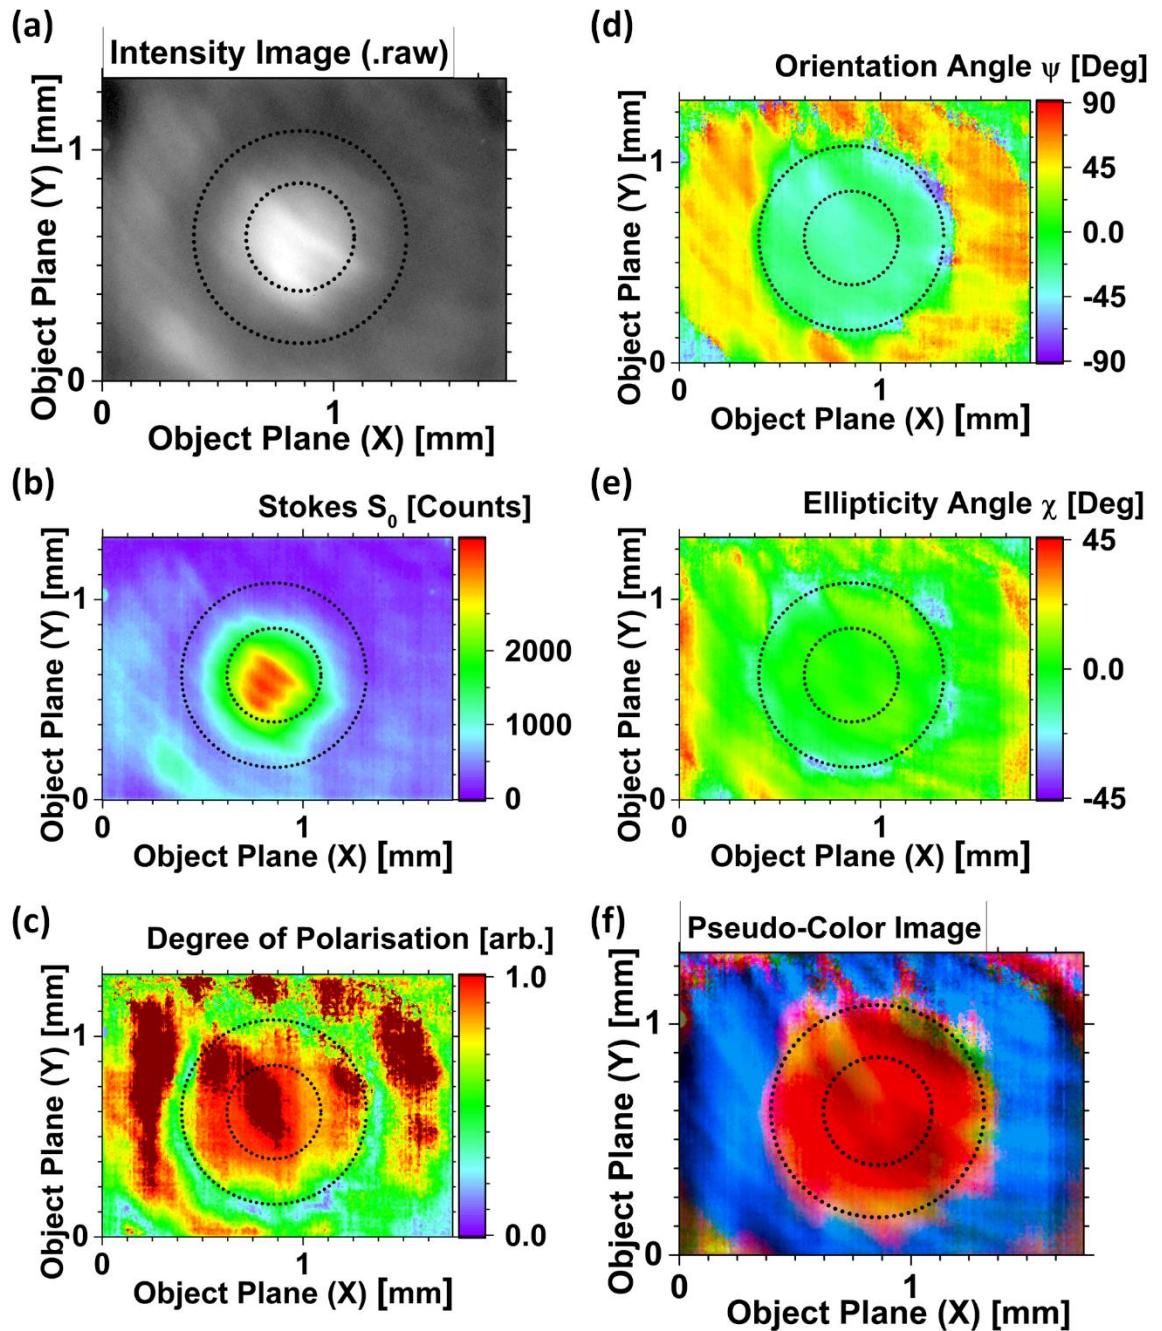 (a)
Intensity Image (.raw)
Object Plane (Y) [mm]
1
0
0
1
Object Plane (X) [mm]
(b)
Stokes S0 [Counts]
Object Plane (Y) [mm]
1
0
2000
1000
0
0
1
Object Plane (X) [mm]
(c)
Degree of Polarisation [arb.]
Object Plane (Y) [mm]
1
0
1.0
0.0
0
1
Object Plane (X) [mm]
(d)
Orientation Angle ψ [Deg]
Object Plane (Y) [mm]
1
0
90
45
0.0
-45
-90
0
1
Object Plane (X) [mm]
(e)
Ellipticity Angle χ [Deg]
Object Plane (Y) [mm]
1
0
45
0.0
-45
0
1
Object Plane (X) [mm]
(f)
Pseudo-Color Image
Object Plane (Y) [mm]
1
0
0
1
Object Plane (X) [mm]